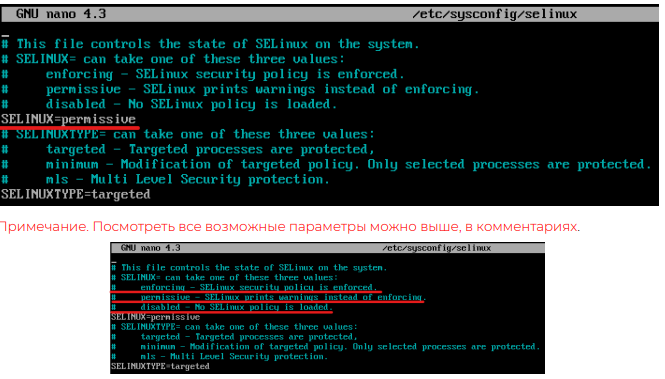 GNU nano 4.3 /etc/sysconfig/selinux
# This file controls the state of SELinux on the system.
# SELINUX= can take one of these three values:
# enforcing - SELinux security policy is enforced.
# permissive - SELinux prints warnings instead of enforcing.
# disabled - No SELinux policy is loaded.
SELINUX=permissive
# SELINUXTYPE= can take one of these three values:
# targeted - Targeted processes are protected,
# minimum - Modification of targeted policy. Only selected processes are protected.
# mls - Multi Level Security protection.
SELINUXTYPE=targeted
Примечание. Посмотреть все возможные параметры можно выше, в комментариях.
GNU nano 4.3 /etc/sysconfig/selinux
# This file controls the state of SELinux on the system.
# SELINUX= can take one of these three values:
# enforcing - SELinux security policy is enforced.
# permissive - SELinux prints warnings instead of enforcing.
# disabled - No SELinux policy is loaded.
SELINUX=permissive
# SELINUXTYPE= can take one of these three values:
# targeted - Targeted processes are protected,
# minimum - Modification of targeted policy. Only selected processes are protected.
# mls - Multi Level Security protection.
SELINUXTYPE=targeted